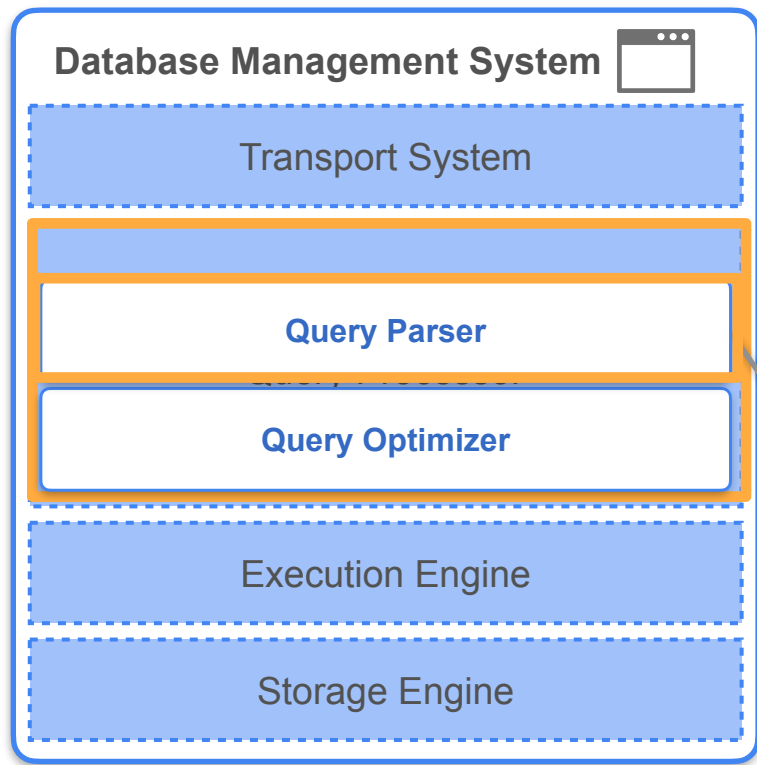 Database Management System
Transport System
Query Parser
Query Optimizer
Execution Engine
Storage Engine